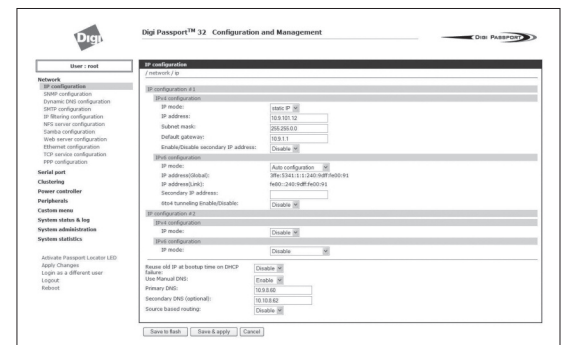 Digi
Digi Passport™ 32 Configuration and Management
DIGI PASSPORT
User : root
Network
IP configuration
SNMP configuration
Dynamic DNS configuration
SMTP configuration
IP filtering configuration
NFS server configuration
Samba configuration
Web server configuration
Ethernet configuration
TCP service configuration
PPP configuration
Serial port
Clustering
Power controller
Peripherals
Custom menu
System status & log
System administration
System statistics
Activate Passport Locator LED
Apply Changes
Login as a different user
Logout
Reboot
IP configuration
/ network / ip
IP configuration #1
IPv4 configuration
IP mode: static IP
IP address: 10.9.101.12
Subnet mask: 255.255.0.0
Default gateway: 10.9.1.1
Enable/Disable secondary IP address: Disable
IPv6 configuration
IP mode: Auto configuration
IP address(Global): 3ffe:5341:1:1:240:9dff:fe00:91
IP address(Link): fe80::240:9dff:fe00:91
Secondary IP address:
6to4 tunneling Enable/Disable: Disable
IP configuration #2
IPv4 configuration
IP mode: Disable
IPv6 configuration
IP mode: Disable
Reuse old IP at bootup time on DHCP failure: Disable
Use Manual DNS: Enable
Primary DNS: 10.9.8.60
Secondary DNS (optional): 10.10.8.62
Source based routing: Disable
Save to flash Save & apply Cancel